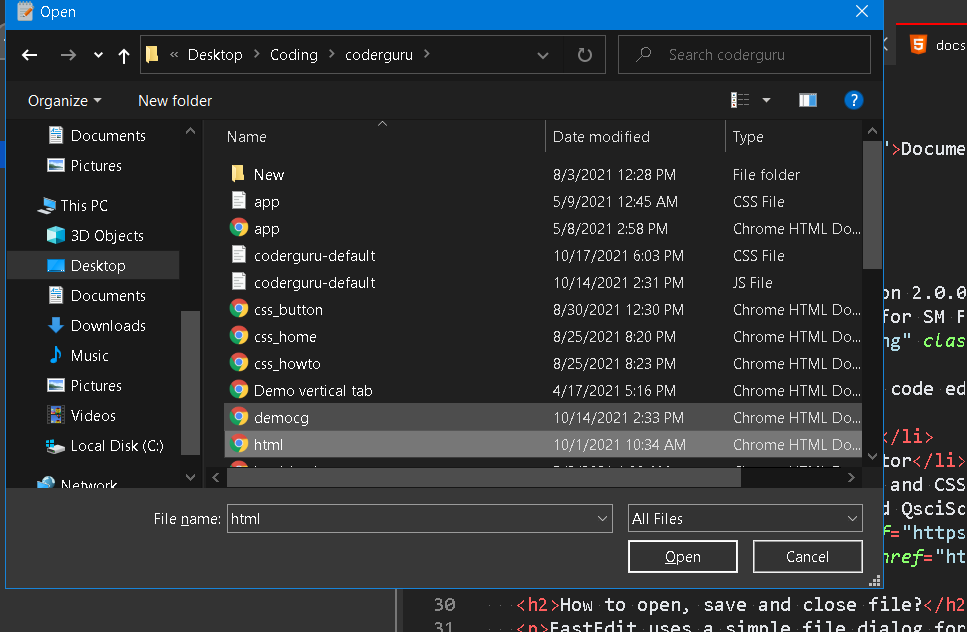 Open
« Desktop > Coding > coderguru >
Search coderguru
docs
Organize
New folder
?
Documents
Pictures
This PC
3D Objects
Desktop
Documents
Downloads
Music
Pictures
Videos
Local Disk (C:)
Network
Name Date modified Type
New 8/3/2021 12:28 PM File folder
app 5/9/2021 12:45 AM CSS File
app 5/8/2021 2:58 PM Chrome HTML Do...
coderguru-default 10/17/2021 6:03 PM CSS File
coderguru-default 10/14/2021 2:31 PM JS File
css_button 8/30/2021 12:30 PM Chrome HTML Do...
css_home 8/25/2021 8:20 PM Chrome HTML Do...
css_howto 8/25/2021 8:23 PM Chrome HTML Do...
Demo vertical tab 4/17/2021 5:16 PM Chrome HTML Do...
democg 10/14/2021 2:33 PM Chrome HTML Do...
html 10/1/2021 10:34 AM Chrome HTML Do...
File name: html
All Files
Open
Cancel
'>Docume
on 2.0.0
for SM F
ng" clas
code ed
</li>
tor</li>
and CSS
d QsciSc
f="https
href="ht
30 <h2>How to open, save and close file?</h2
31 <p>FastEdit uses a simple file dialog for